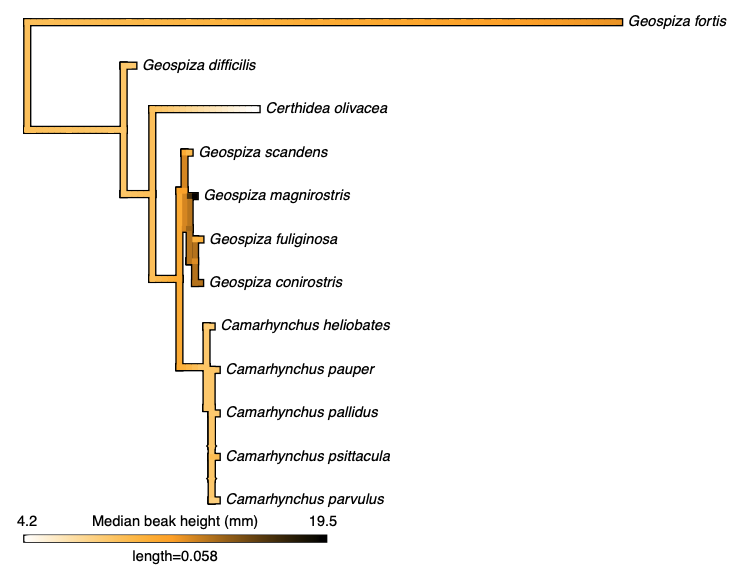 Geospiza fortis
Geospiza difficilis
Certhidea olivacea
Geospiza scandens
Geospiza magnirostris
Geospiza fuliginosa
Geospiza conirostris
Camarhynchus heliobates
Camarhynchus pauper
Camarhynchus pallidus
Camarhynchus psittacula
Camarhynchus parvulus
4.2 Median beak height (mm) 19.5
length=0.058